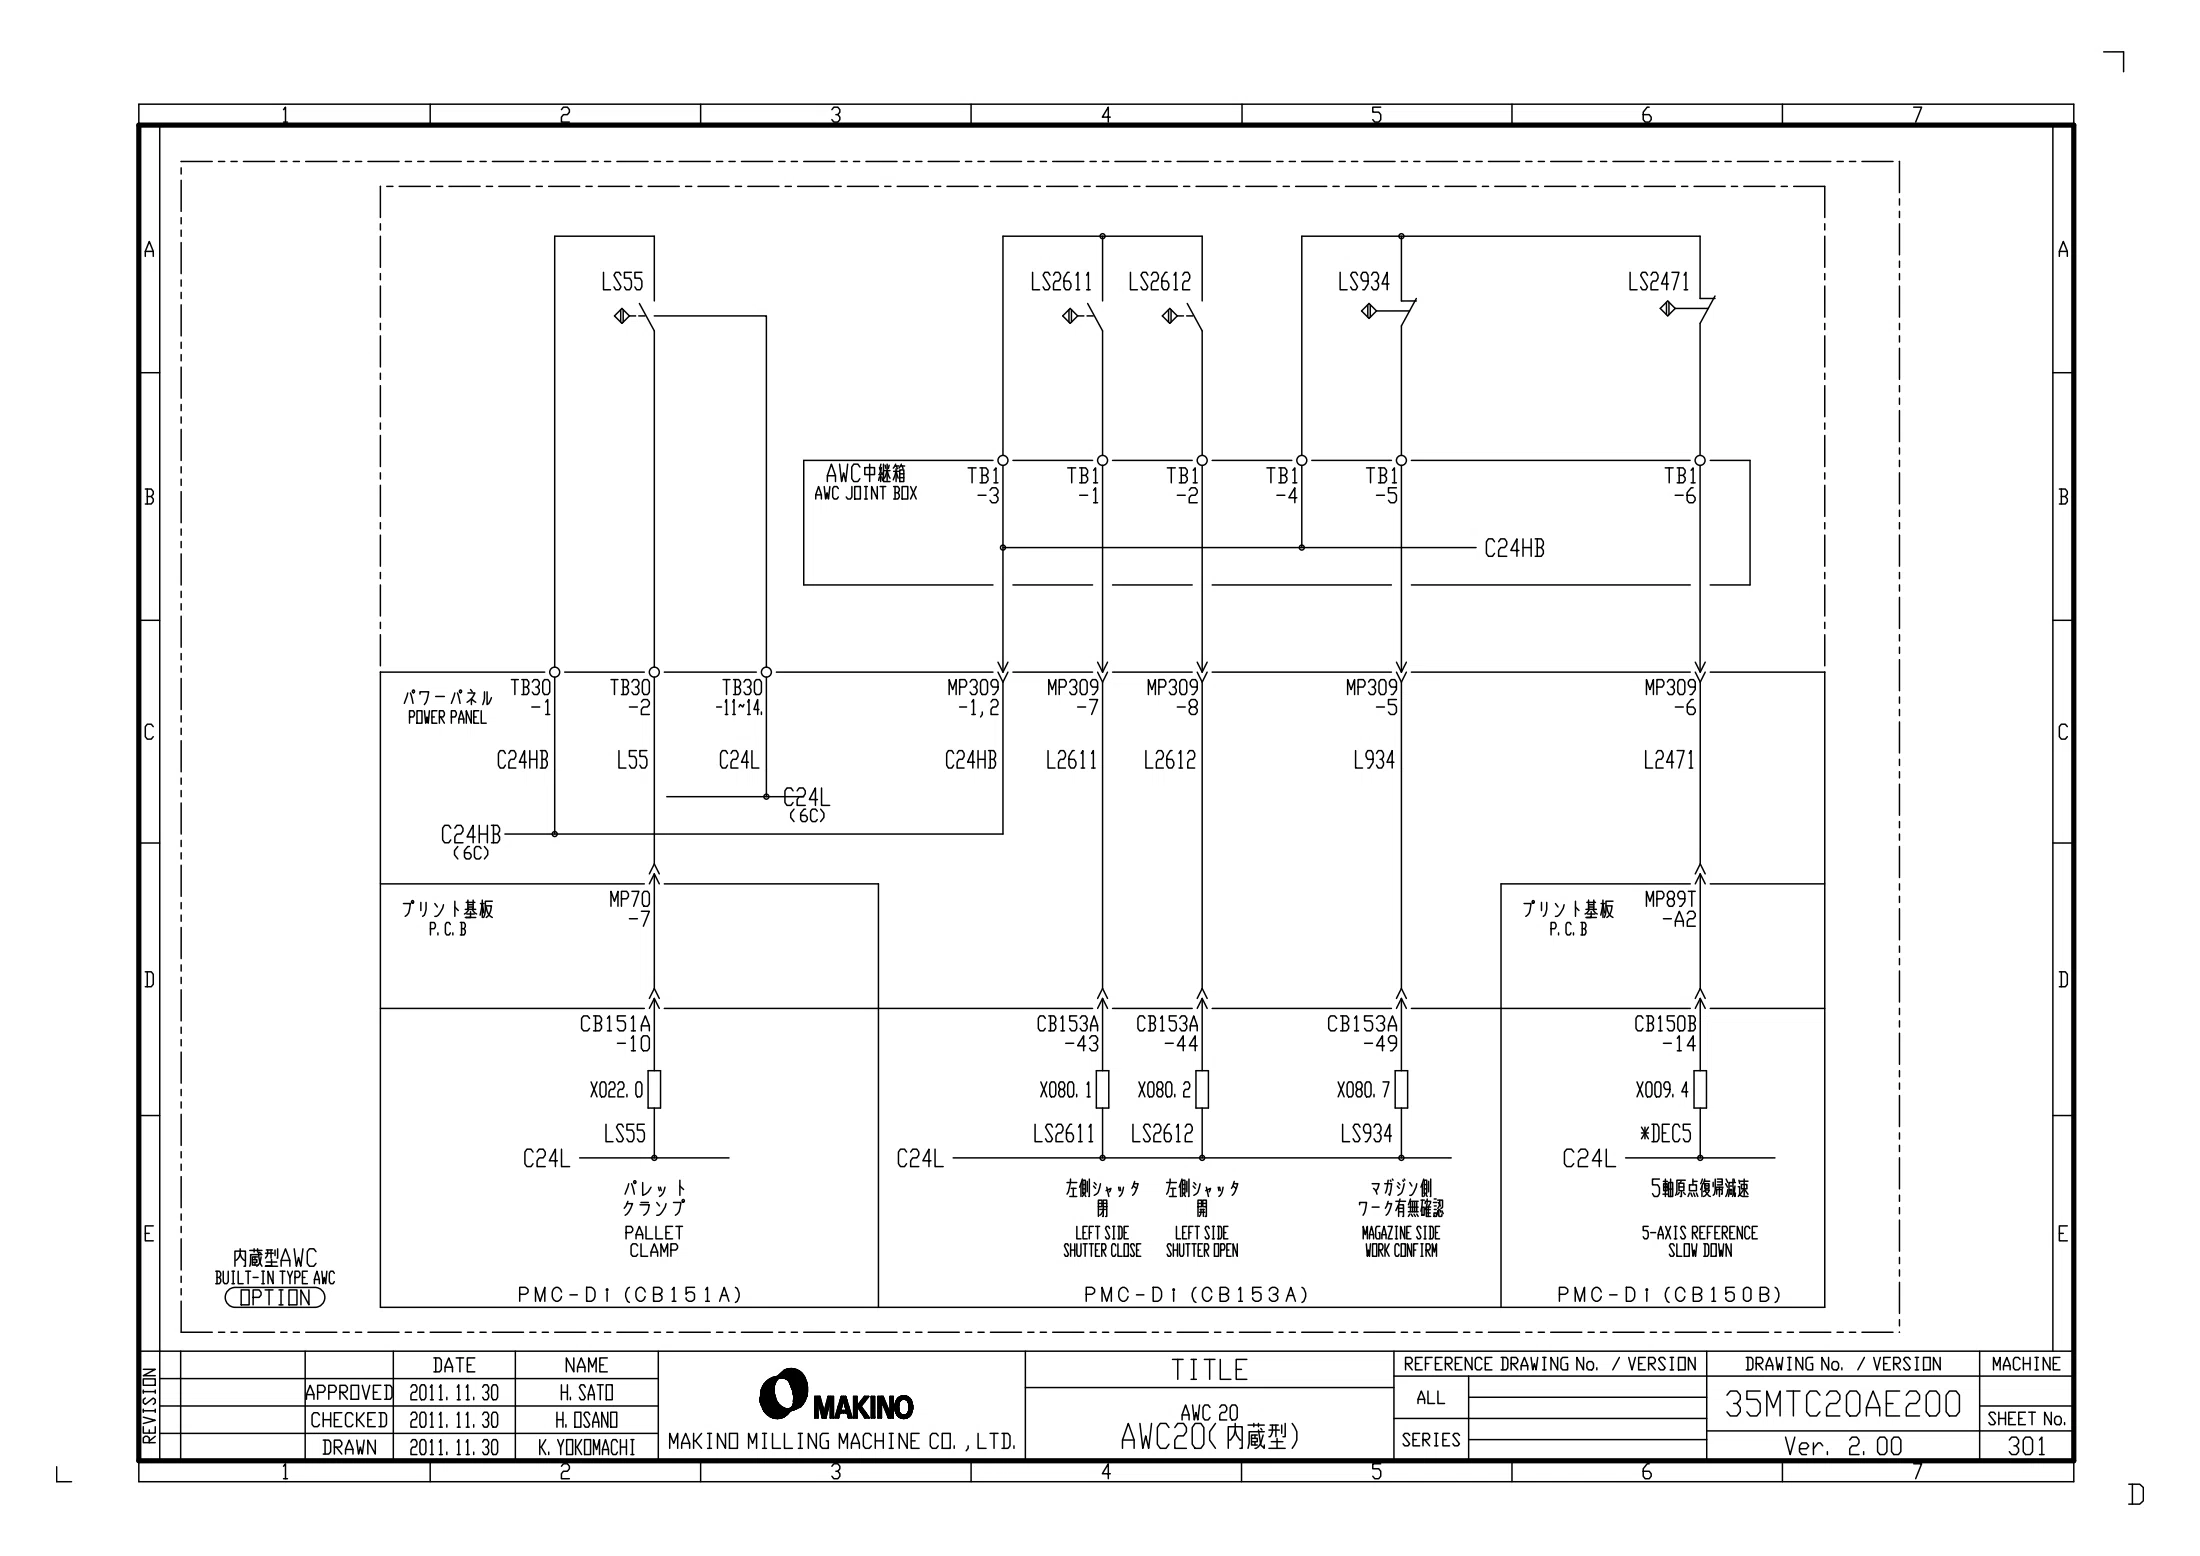 1 2 3 4 5 6 7
A A
LS55 LS2611 LS2612 LS934 LS2471
B B
AWC中継箱
AWC JOINT BOX
TB1 TB1 TB1 TB1 TB1 TB1
-3 -1 -2 -4 -5 -6
C24HB
C C
パワーパネル
POWER PANEL
TB30 TB30 TB30 MP309 MP309 MP309 MP309 MP309
-1 -2 -11~14. -1,2 -7 -8 -5 -6
C24HB L55 C24L C24HB L2611 L2612 L934 L2471
C24L
(6C)
C24HB
(6C)
プリント基板
P.C.B
MP70
-7
プリント基板
P.C.B
MP89T
-A2
D D
CB151A CB153A CB153A CB153A CB150B
-10 -43 -44 -49 -14
X022.0 X080.1 X080.2 X080.7 X009.4
LS55 LS2611 LS2612 LS934 *DEC5
C24L C24L C24L
パレット
クランプ
PALLET
CLAMP
左側シャッタ
閉
LEFT SIDE
SHUTTER CLOSE
左側シャッタ
開
LEFT SIDE
SHUTTER OPEN
マガジン側
ワーク有無確認
MAGAZINE SIDE
WORK CONFIRM
5軸原点復帰減速
5-AXIS REFERENCE
SLOW DOWN
E E
内蔵型AWC
BUILT-IN TYPE AWC
OPTION
PMC-Di(CB151A) PMC-Di(CB153A) PMC-Di(CB150B)
REVISION
DATE NAME
APPROVED 2011.11.30 H.SATO
CHECKED 2011.11.30 H.OSANO
DRAWN 2011.11.30 K.YOKOMACHI
MAKINO
MAKINO MILLING MACHINE CO.,LTD.
TITLE
AWC 20
AWC20(内蔵型)
REFERENCE DRAWING No. / VERSION
ALL
SERIES
DRAWING No. / VERSION
35MTC20AE200
Ver. 2.00
MACHINE
SHEET No.
301
1 2 3 4 5 6 7
D